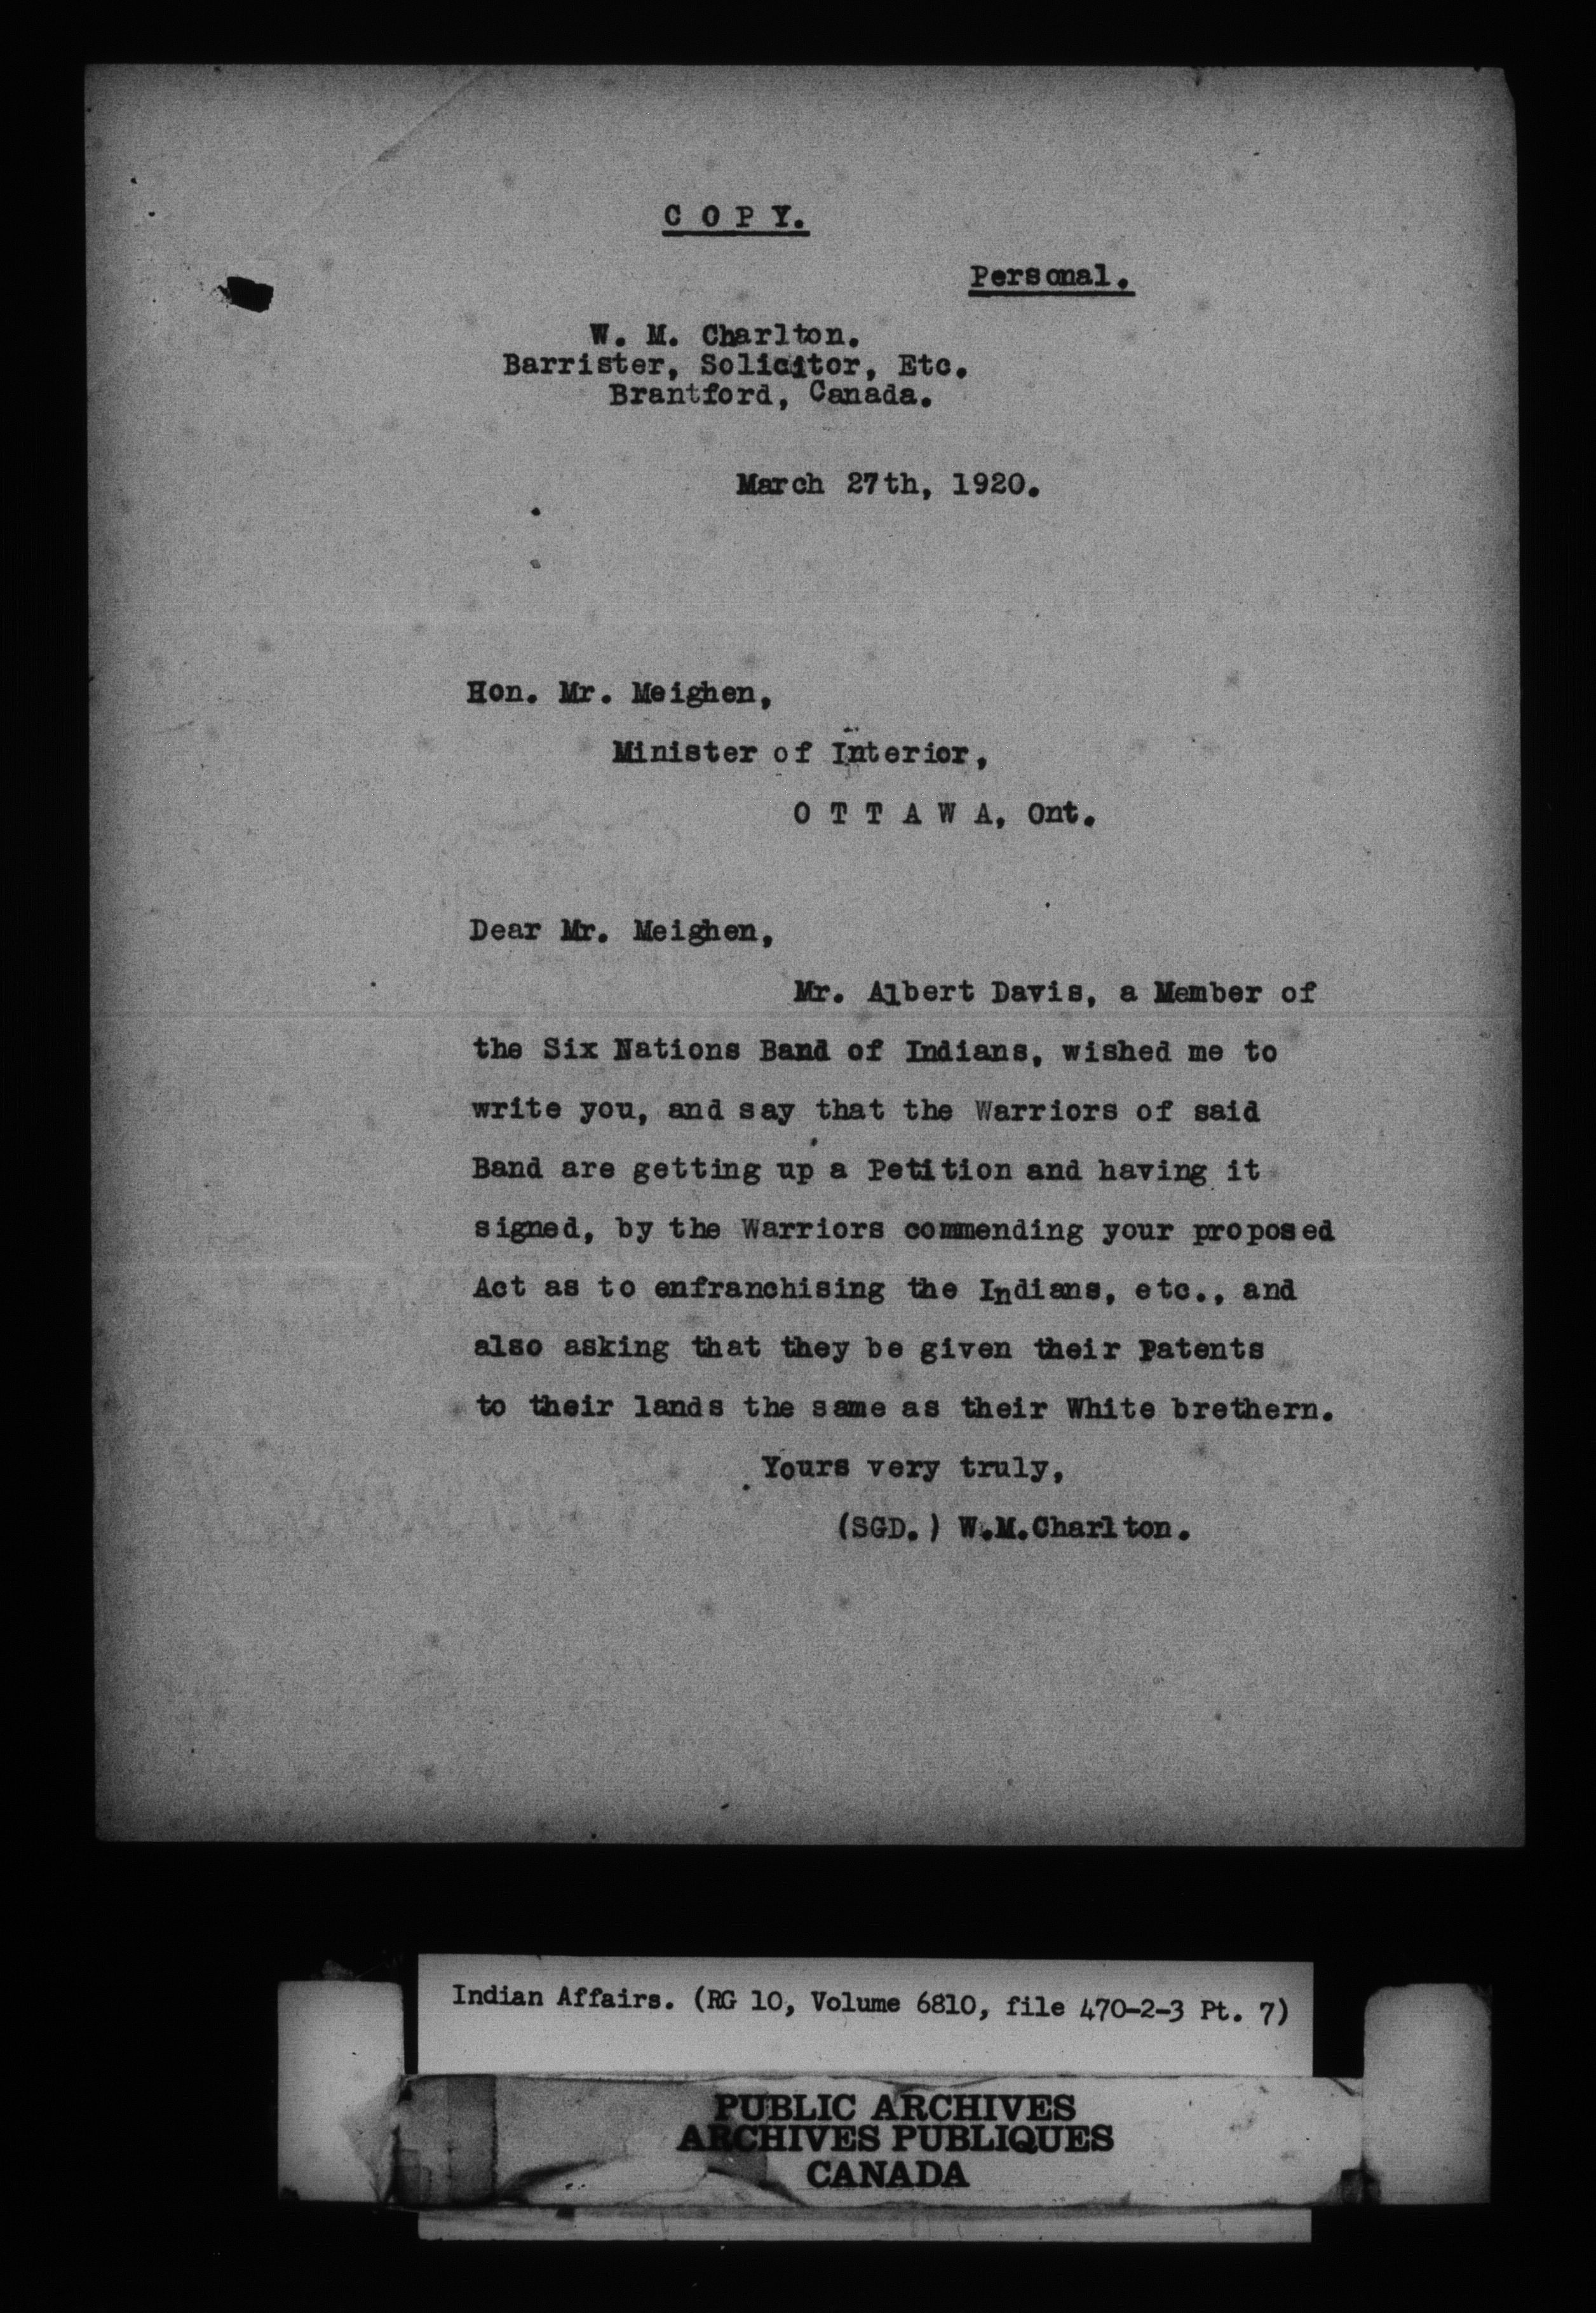 C O P Y.
Personal.
W. M. Charlton.
Barrister, Solicitor, Etc.
Brantford, Canada.
March 27th, 1920.
Hon. Mr. Meighen,
Minister of Interior,
O T T A W A, Ont.
Dear Mr. Meighen,
Mr. Albert Davis, a Member of
the Six Nations Band of Indians, wished me to
write you, and say that the Warriors of said
Band are getting up a Petition and having it
signed, by the Warriors commending your proposed
Act as to enfranchising the Indians, etc., and
also asking that they be given their Patents
to their lands the same as their White brethern.
Yours very truly,
(SGD.) W.M.Charlton.
Indian Affairs. (RG 10, Volume 6810, file 470-2-3 Pt. 7)
PUBLIC ARCHIVES
ARCHIVES PUBLIQUES
CANADA